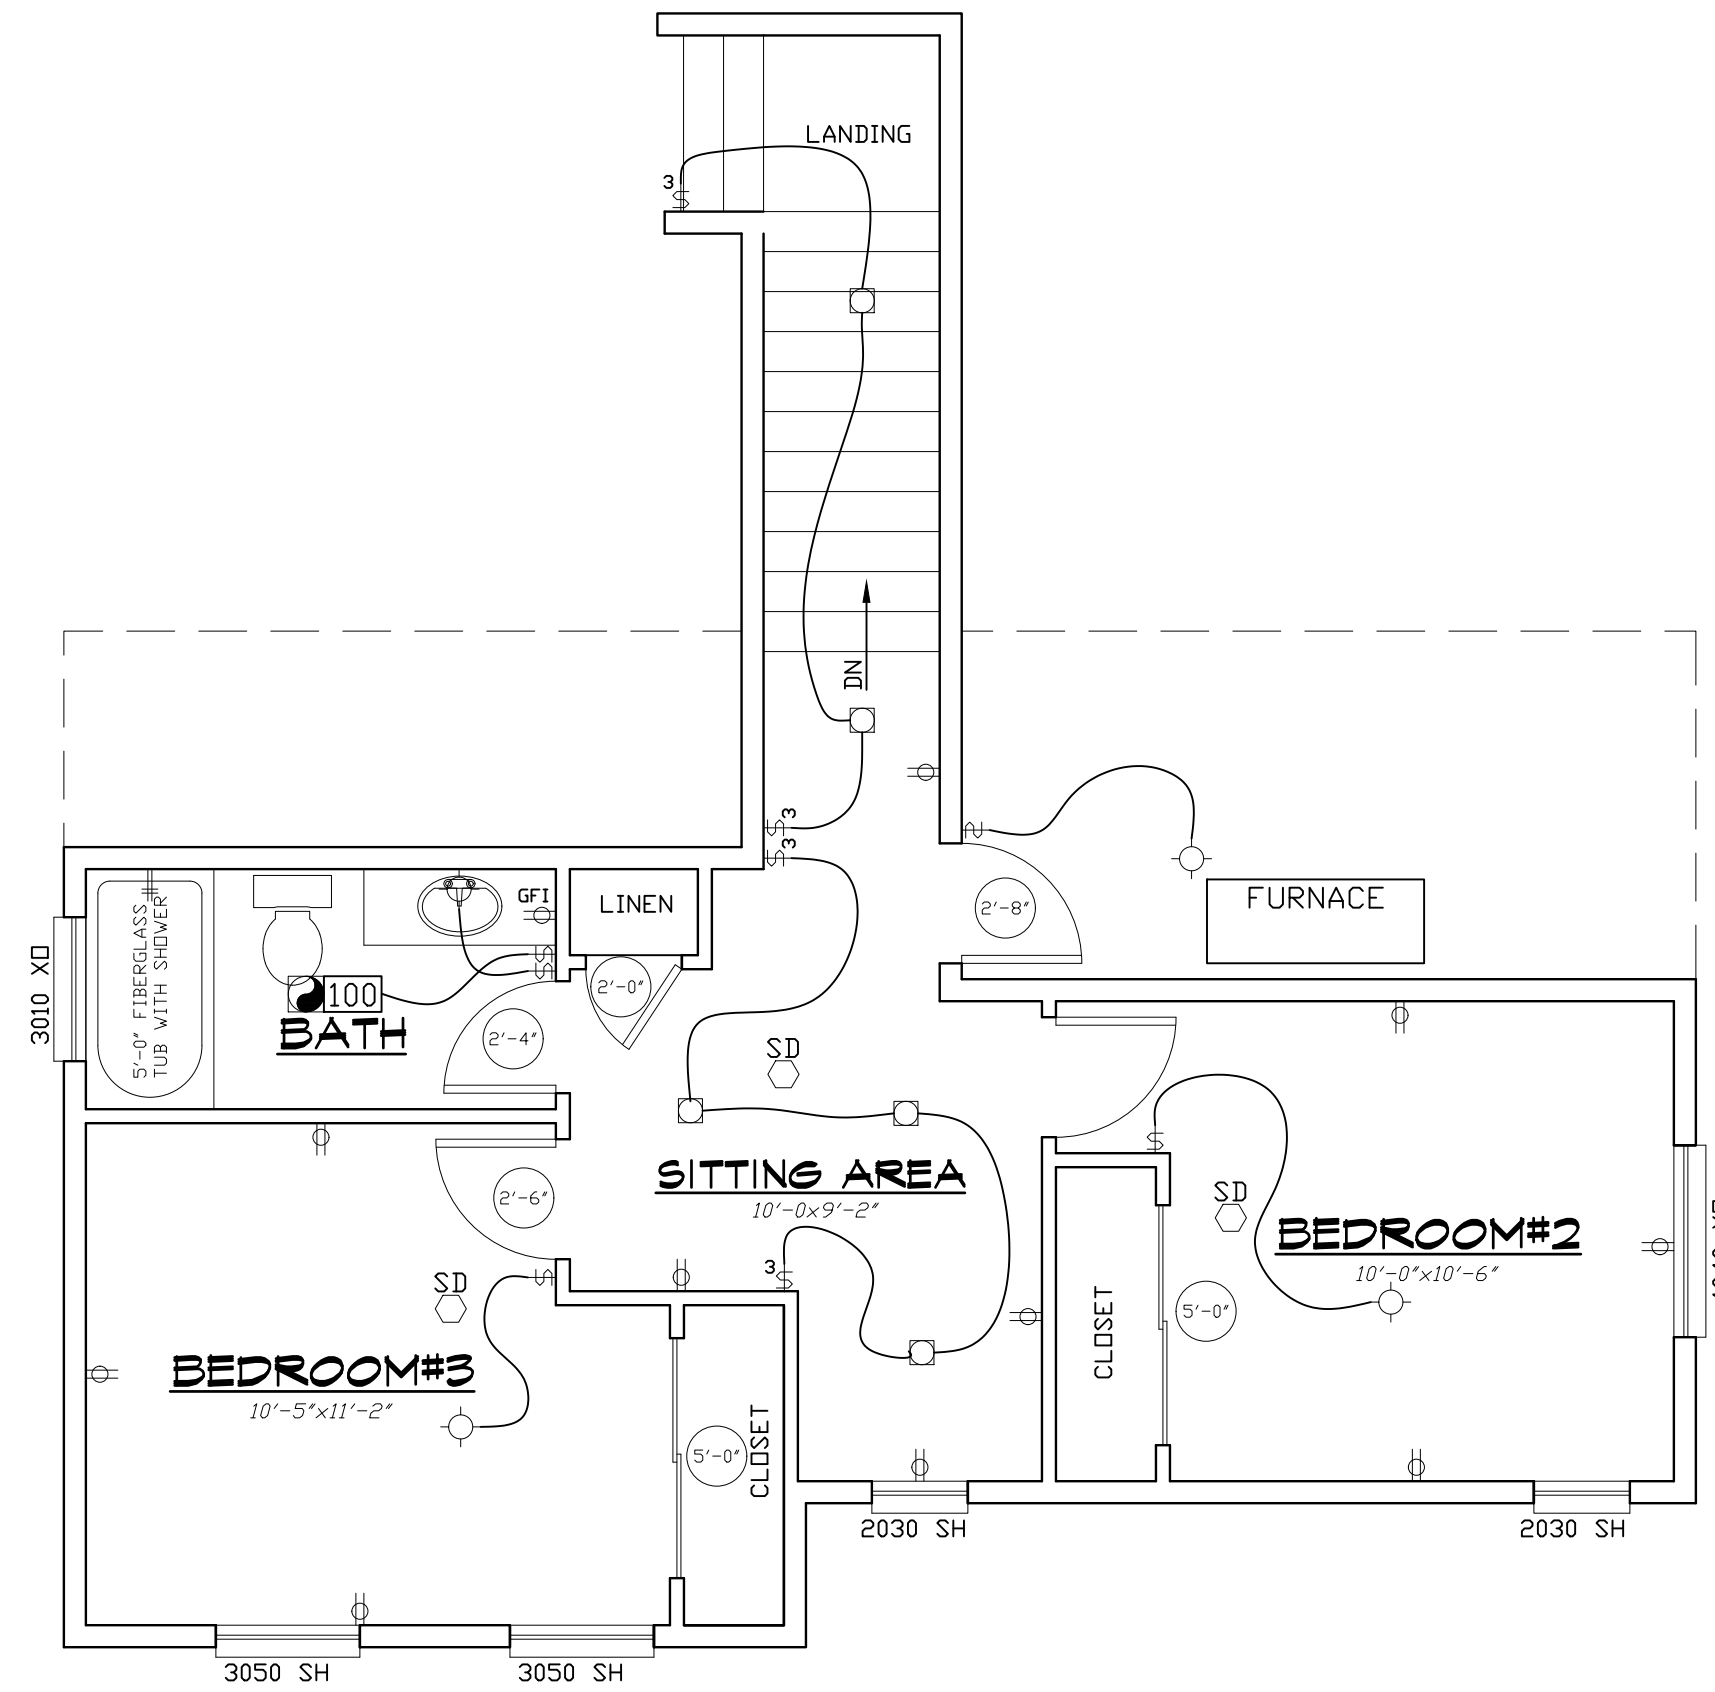 LANDING
3
DN
3
3
FURNACE
GFI
LINEN
2'-8"
5'-0" FIBERGLASS
TUB WITH SHOWER
3010 XO
100
BATH
2'-0"
2'-4"
SD
SITTING AREA
10'-0x9'-2"
2'-6"
SD
BEDROOM#2
10'-0"x10'-6"
3
SD
CLOSET
5'-0"
BEDROOM#3
10'-5"x11'-2"
5'-0"
CLOSET
2030 SH
2030 SH
3050 SH
3050 SH